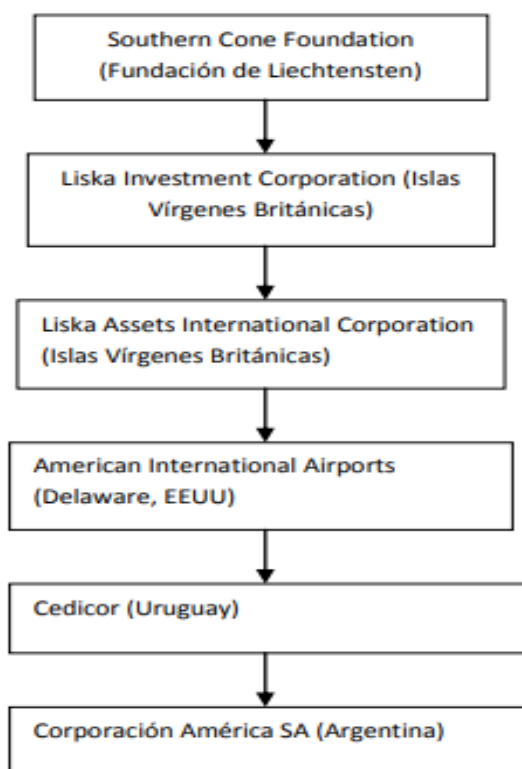 Southern Cone Foundation
(Fundación de Liechtensten)
Liska Investment Corporation (Islas
Vírgenes Británicas)
Liska Assets International Corporation
(Islas Vírgenes Británicas)
American International Airports
(Delaware, EEUU)
Cedicor (Uruguay)
Corporación América SA (Argentina)